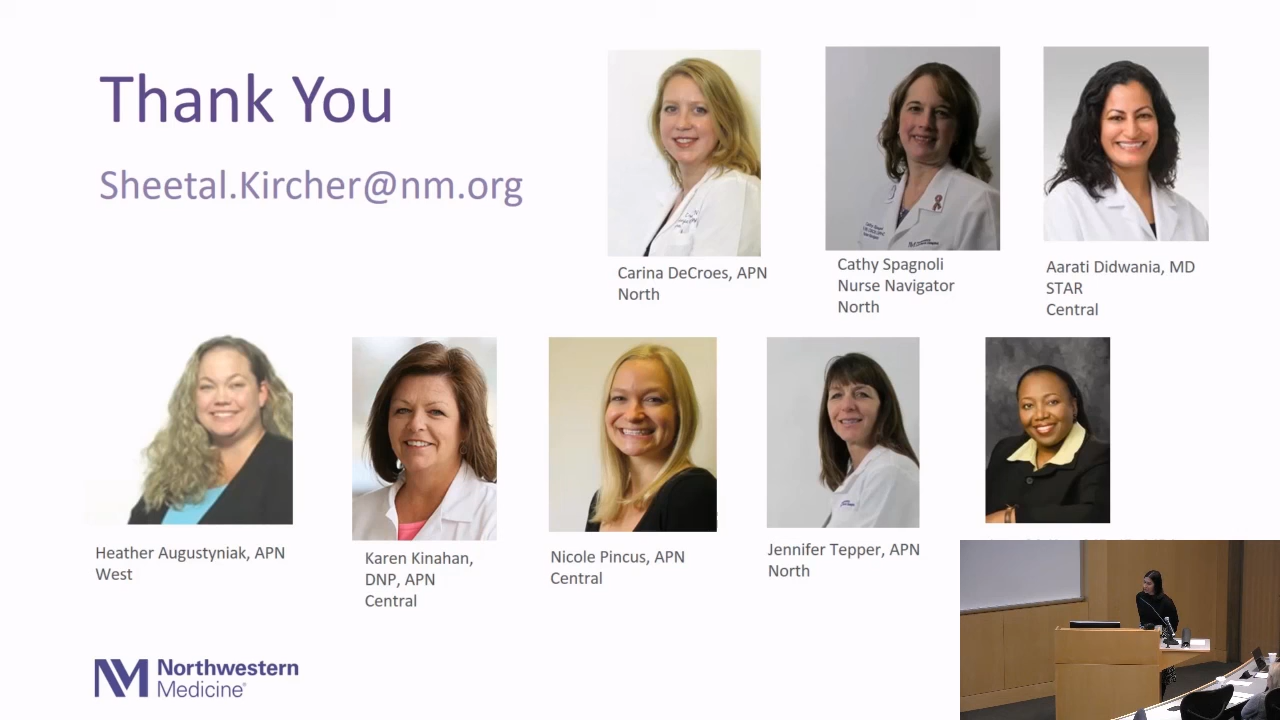 Thank You
Sheetal.Kircher@nm.org
Carina DeCroes, APN
North
Cathy Spagnoli
Nurse Navigator
North
Aarati Didwania, MD
STAR
Central
Heather Augustyniak, APN
West
Karen Kinahan,
DNP, APN
Central
Nicole Pincus, APN
Central
Jennifer Tepper, APN
North
NM Northwestern
Medicine